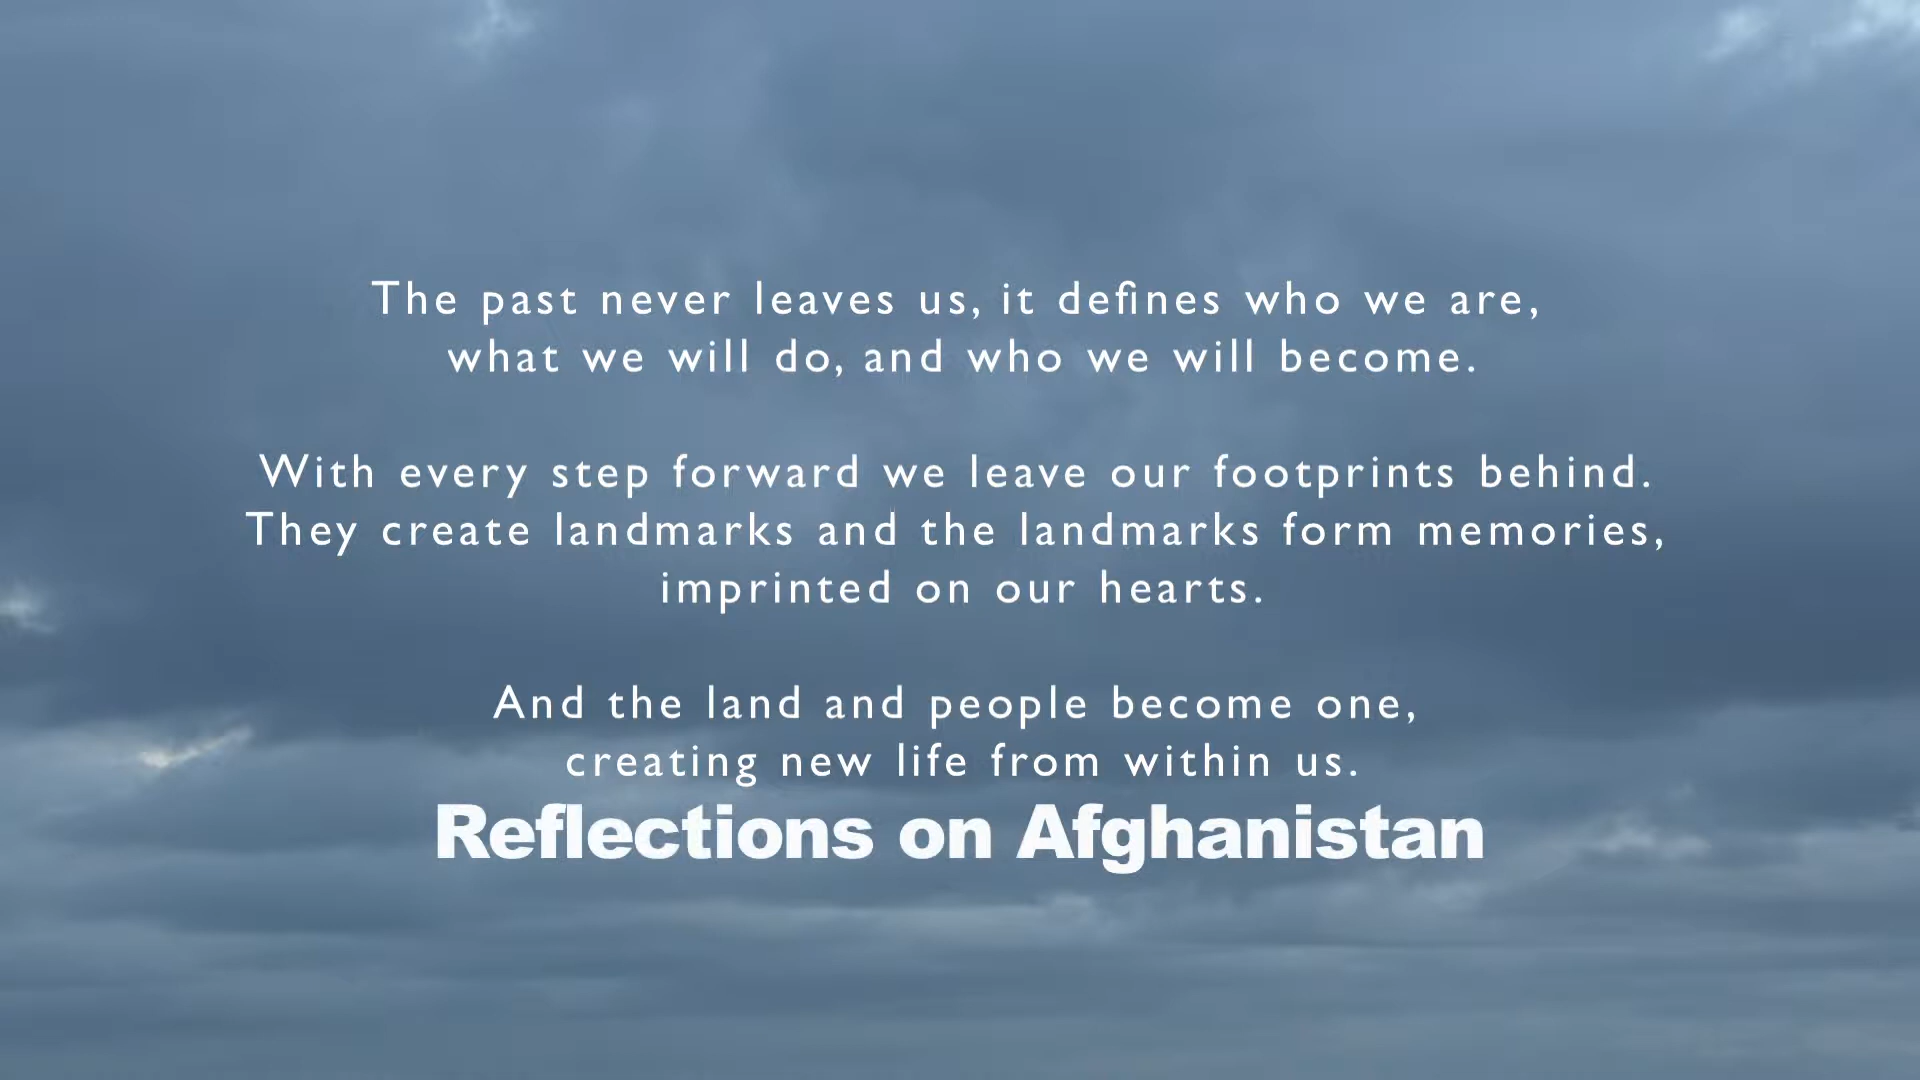 The past never leaves us, it defines who we are,
what we will do, and who we will become.
With every step forward we leave our footprints behind.
They create landmarks and the landmarks form memories,
imprinted on our hearts.
And the land and people become one,
creating new life from within us.
Reflections on Afghanistan